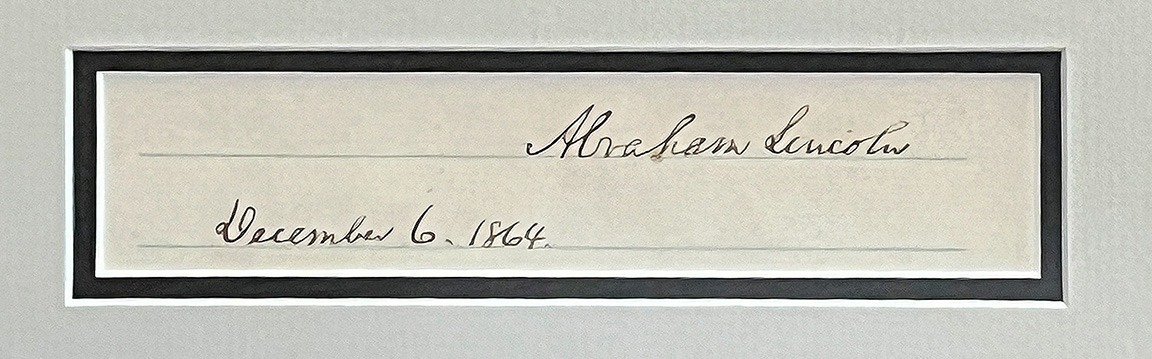 Abraham Lincoln
December 6. 1864.